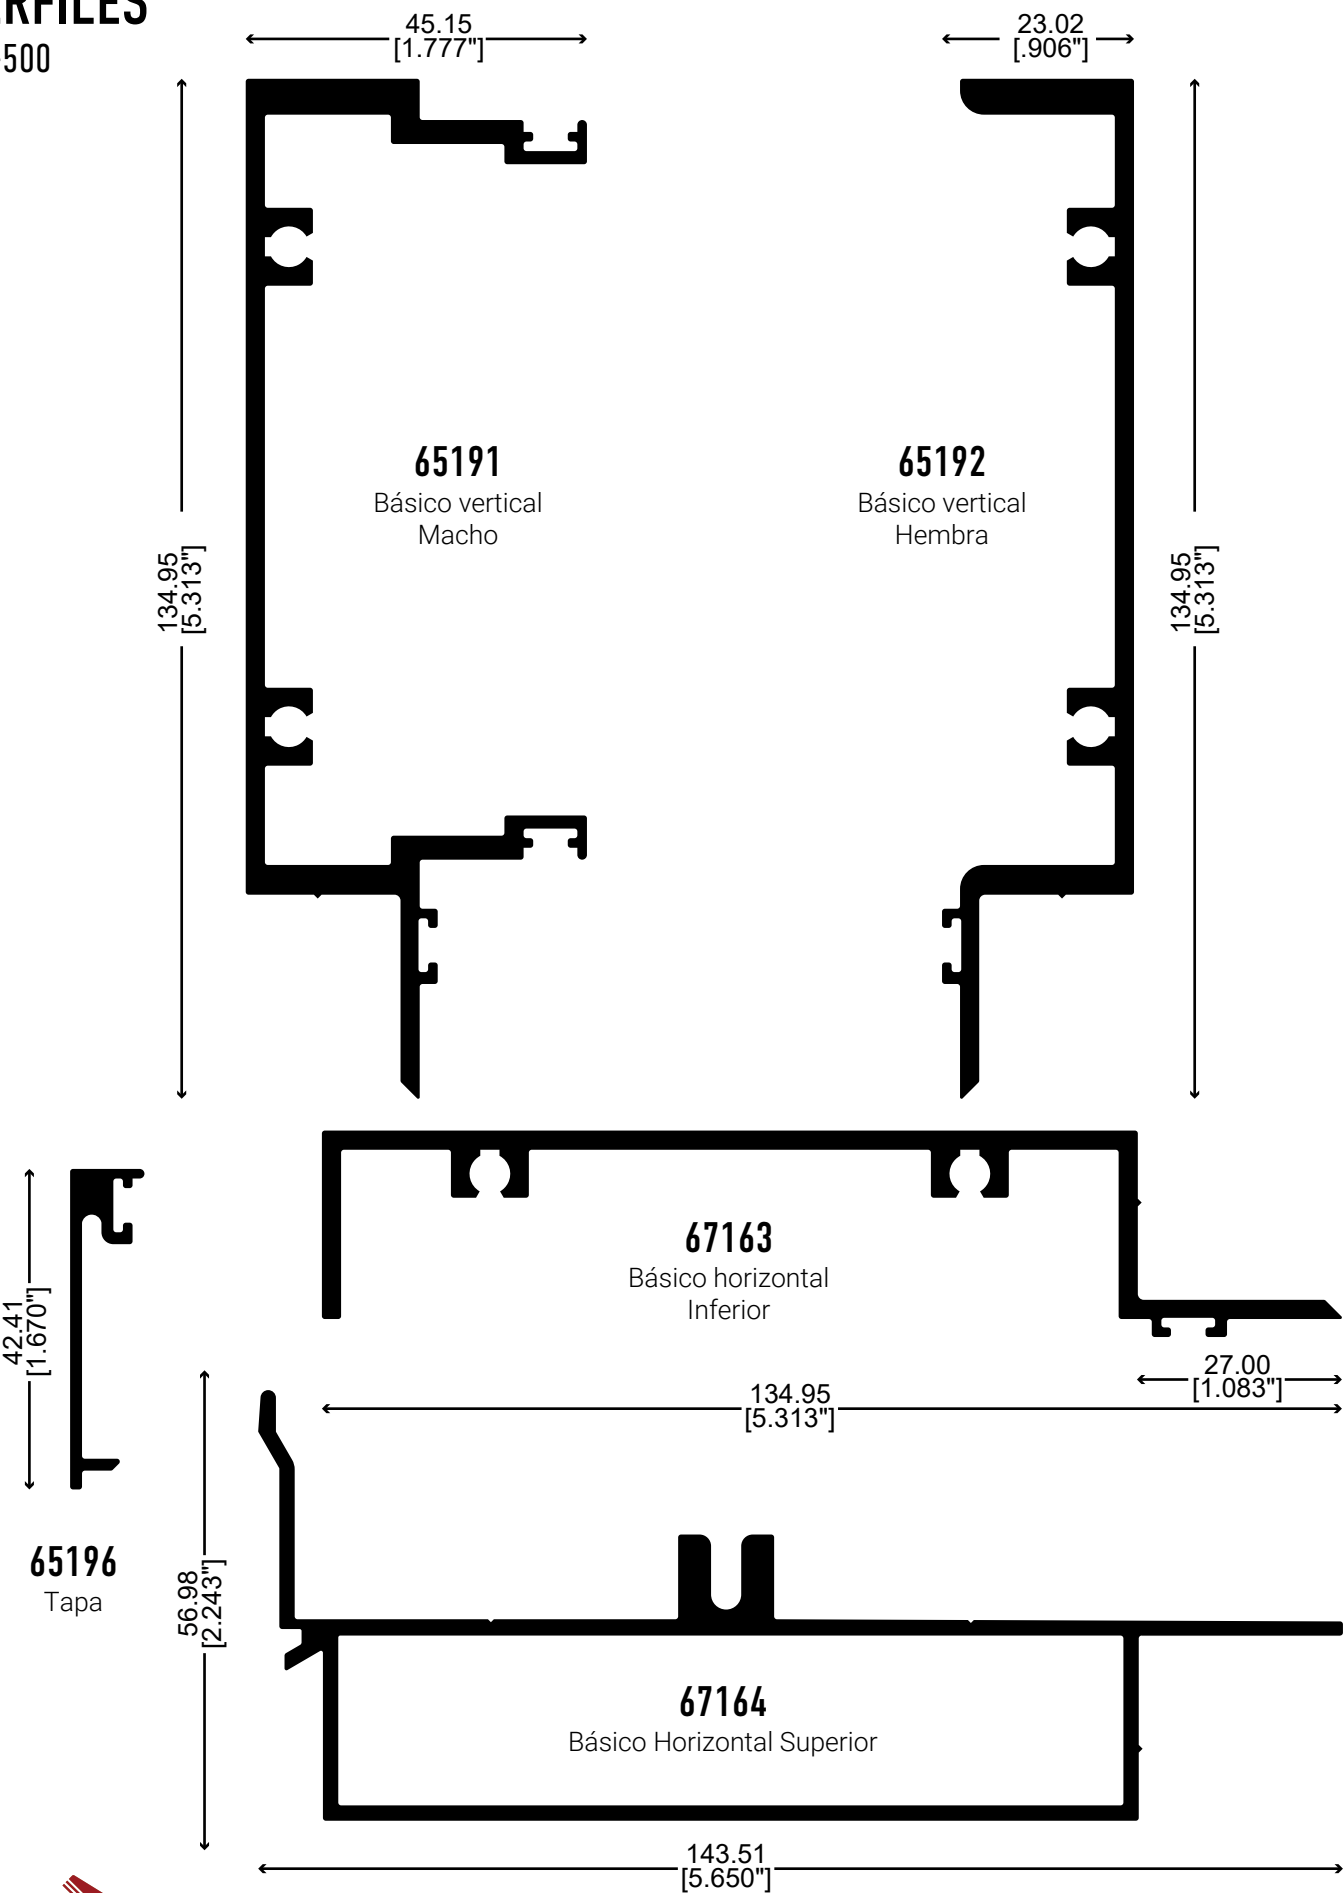 RFILES
500
45.15
[1.777"]
23.02
[.906"]
65191
Básico vertical
Macho
65192
Básico vertical
Hembra
134.95
[5.313"]
134.95
[5.313"]
67163
Básico horizontal
Inferior
42.41
[1.670"]
27.00
[1.083"]
134.95
[5.313"]
65196
Tapa
56.98
[2.243"]
67164
Básico Horizontal Superior
143.51
[5.650"]